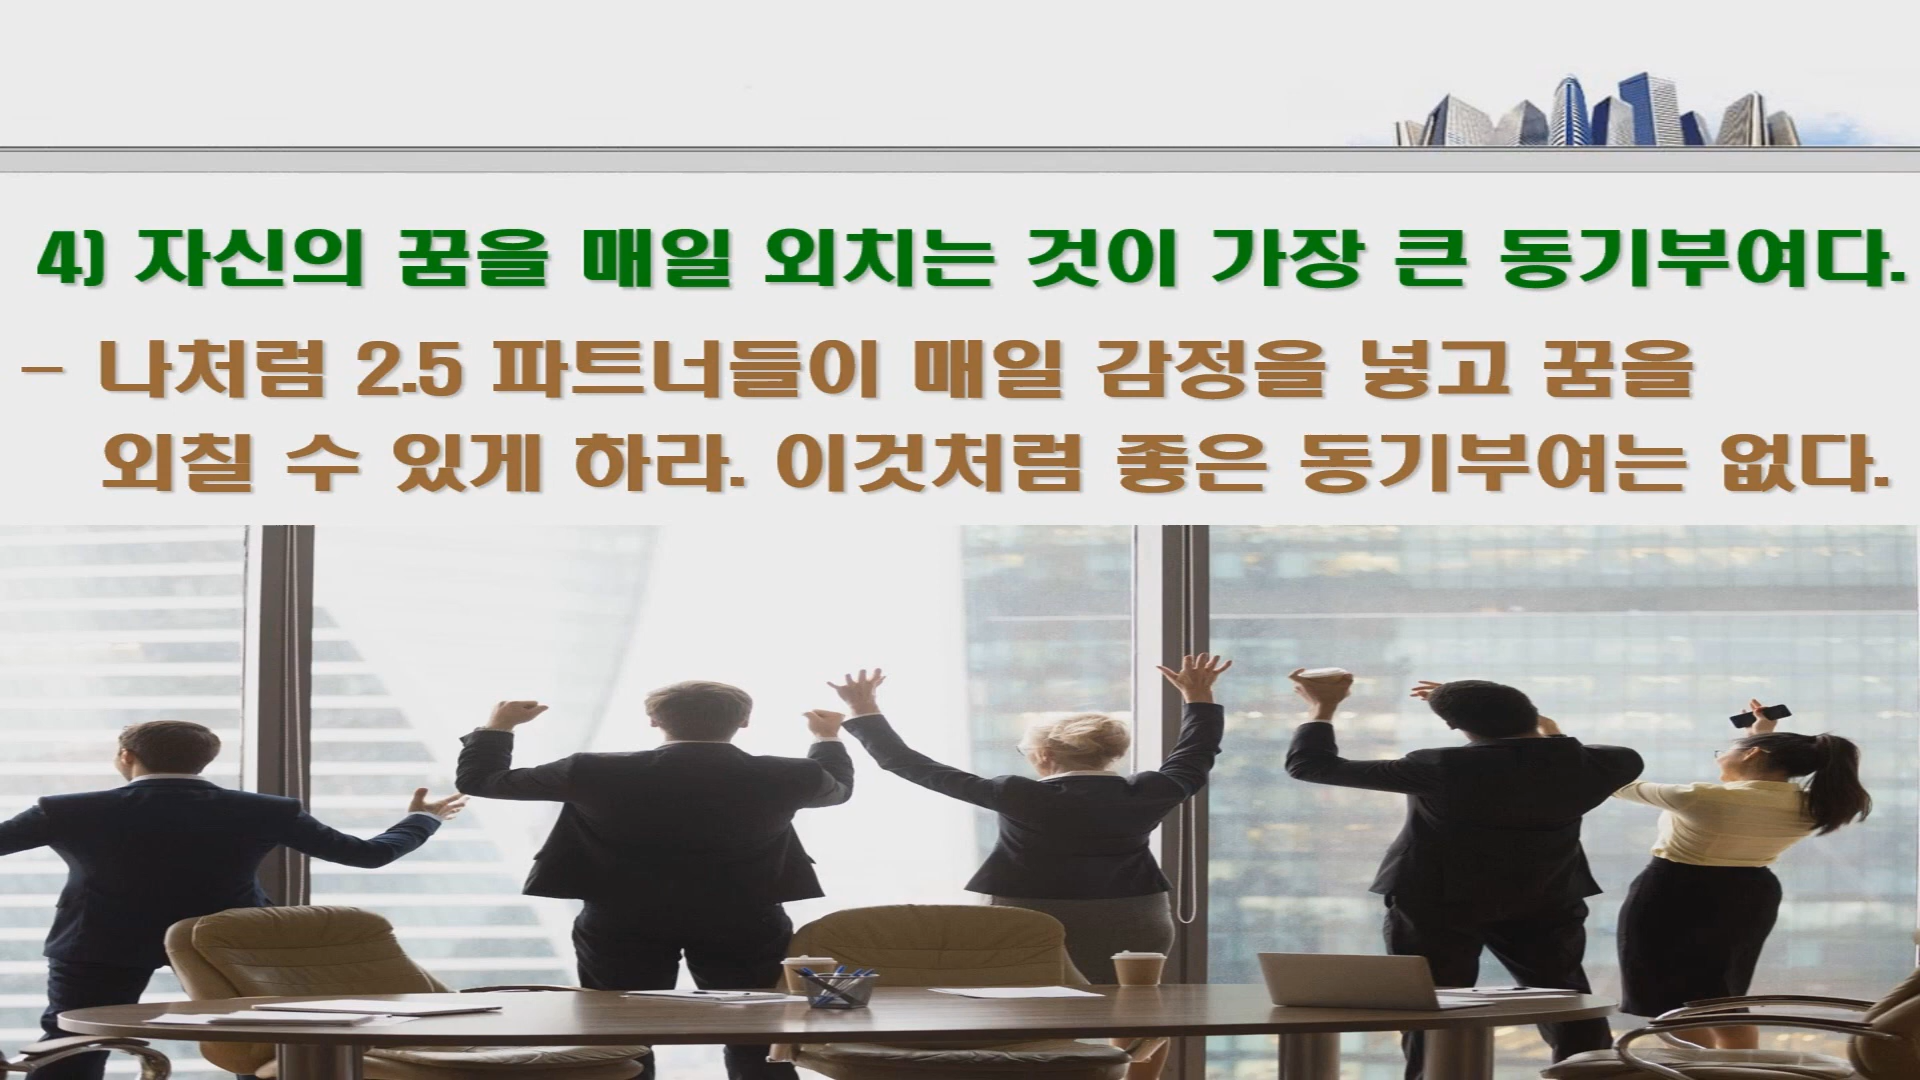 4) 자신의 꿈을 매일 외치는 것이 가장 큰 동기부여다.
- 나처럼 2.5 파트너들이 매일 감정을 넣고 꿈을
외칠 수 있게 하라. 이것처럼 좋은 동기부여는 없다.